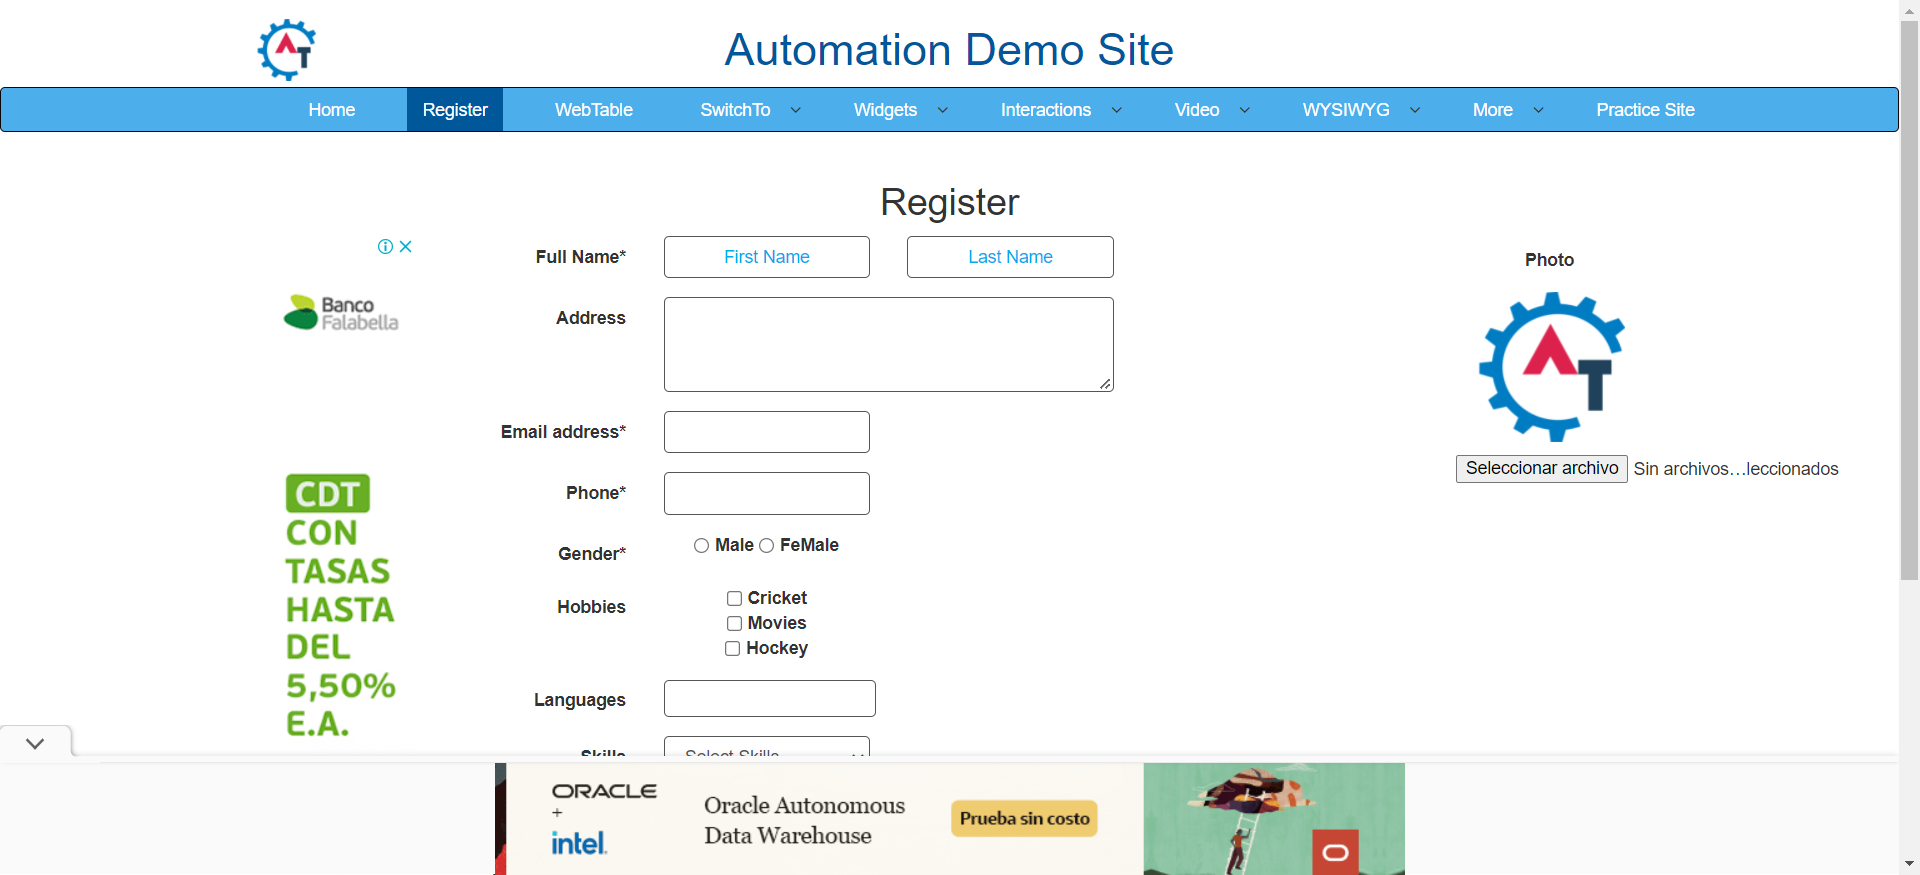 AT
Automation Demo Site
Home Register WebTable SwitchTo Widgets Interactions Video WYSIWYG More Practice Site
Register
Full Name* First Name Last Name
Photo
Banco
Falabella
Address
AT
Email address*
Seleccionar archivo Sin archivos...leccionados
Phone*
CDT
CON
TASAS
HASTA
DEL
5,50%
E.A.
Gender* Male FeMale
Hobbies
Cricket
Movies
Hockey
Languages
Skills Select Skills
ORACLE
+
intel.
Oracle Autonomous
Data Warehouse
Prueba sin costo